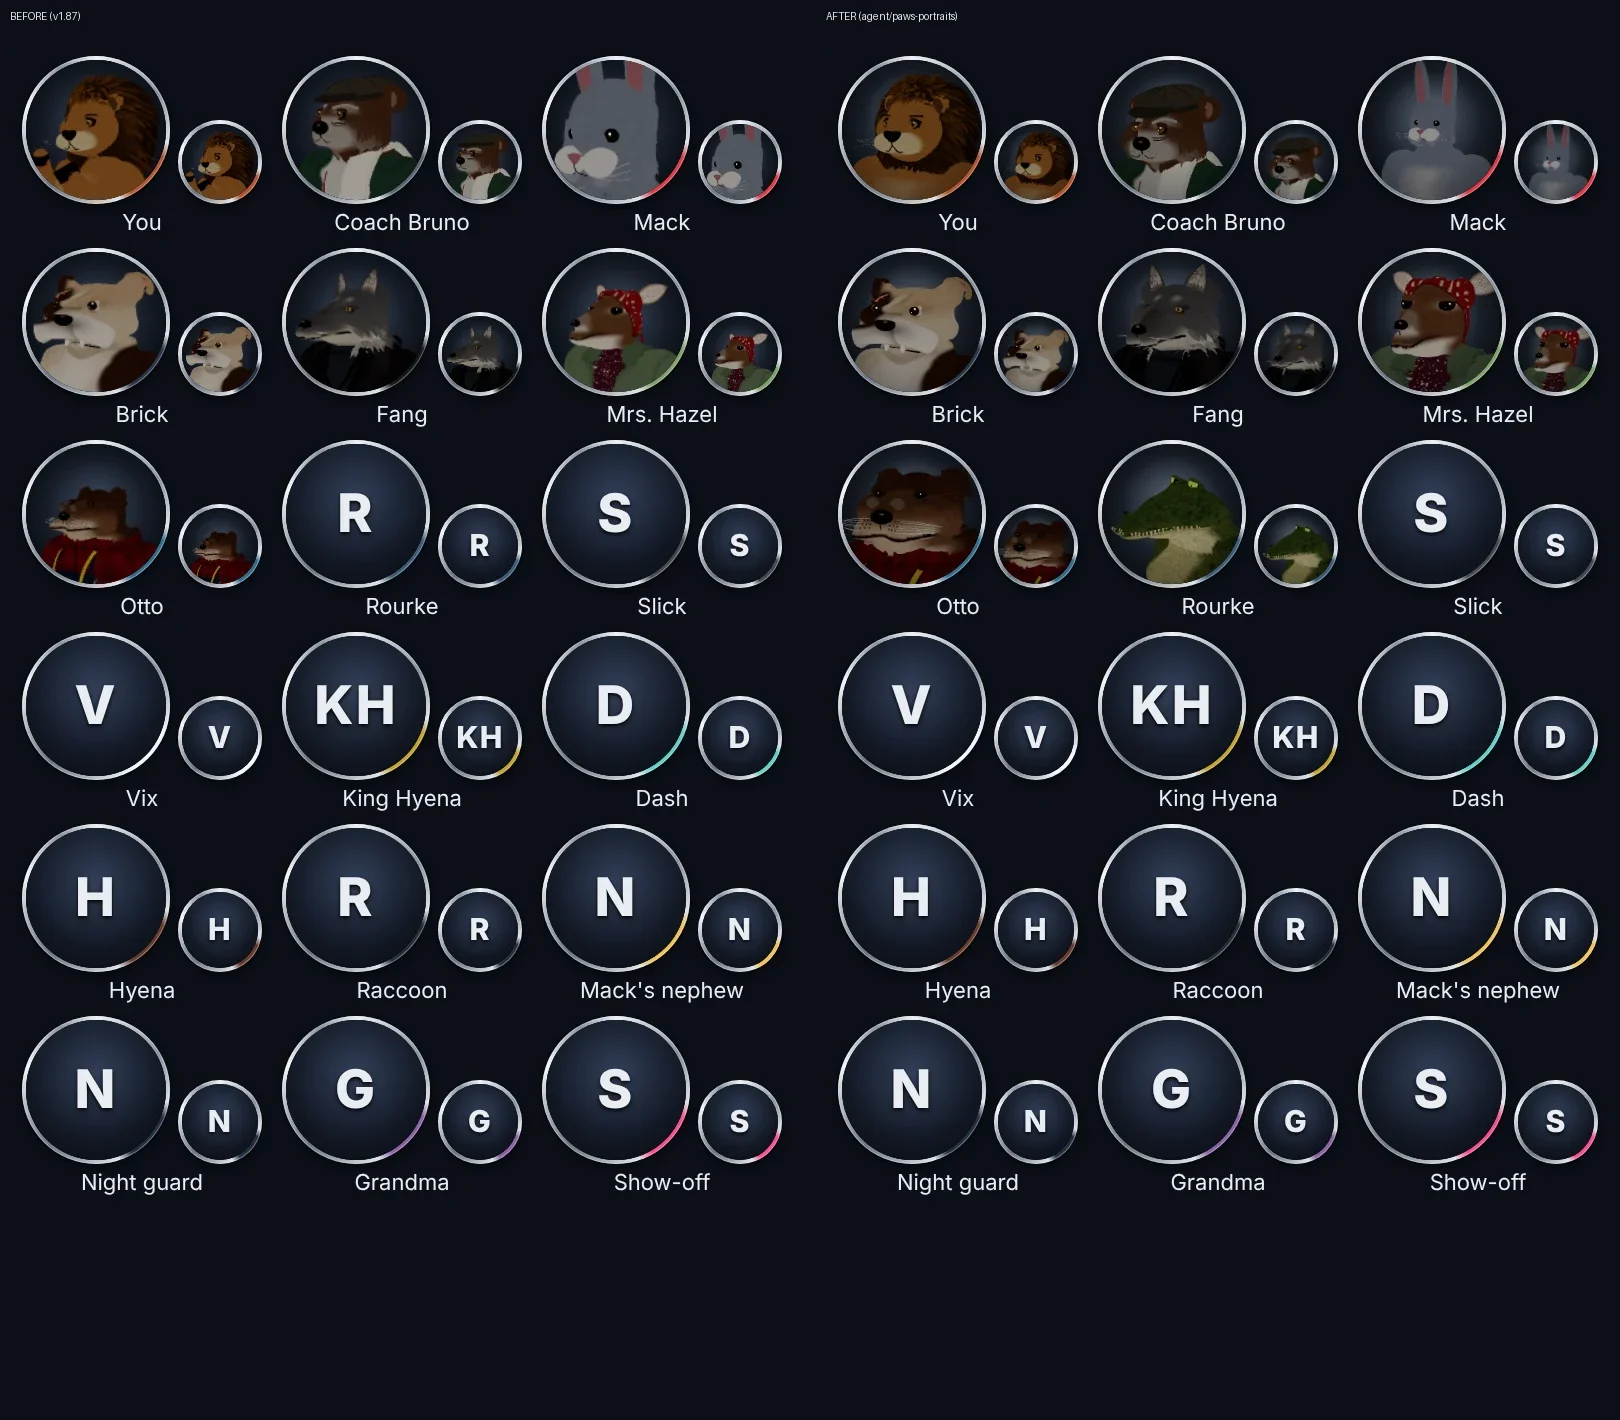 BEFORE (v1.87)
AFTER (agent/paws-portraits)
You
Coach Bruno
Mack
You
Coach Bruno
Mack
Brick
Fang
Mrs. Hazel
Brick
Fang
Mrs. Hazel
R
R
S
S
S
S
Otto
Rourke
Slick
Otto
Rourke
Slick
V
V
KH
KH
D
D
V
V
KH
KH
D
D
Vix
King Hyena
Dash
Vix
King Hyena
Dash
H
H
R
R
N
N
H
H
R
R
N
N
Hyena
Raccoon
Mack's nephew
Hyena
Raccoon
Mack's nephew
N
N
G
G
S
S
N
N
G
G
S
S
Night guard
Grandma
Show-off
Night guard
Grandma
Show-off